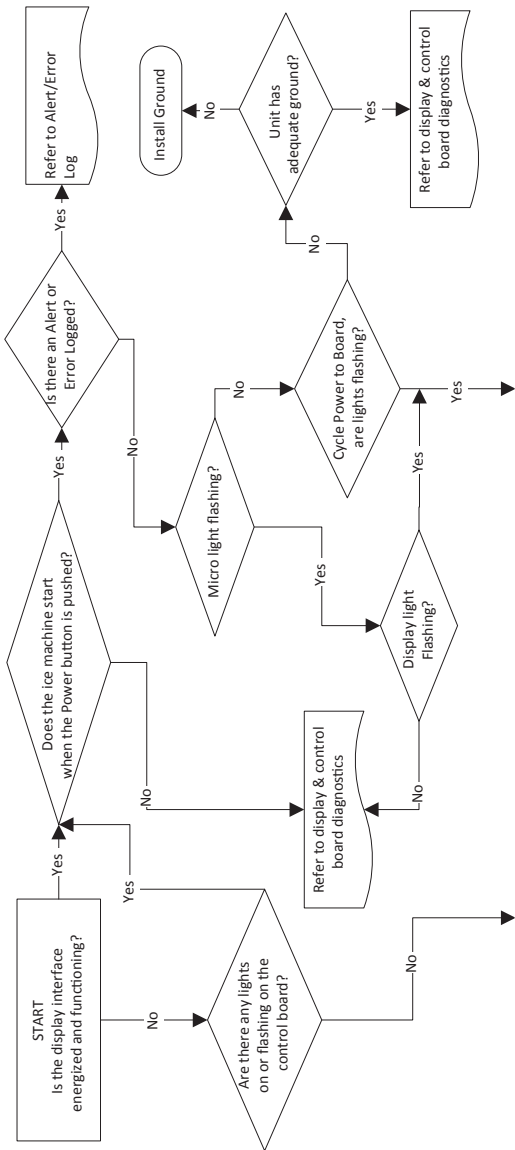 START
Is the display interface
energized and functioning?
Yes
No
Does the ice machine start
when the Power button is pushed?
Yes
No
Is there an Alert or
Error Logged?
Yes
No
Refer to Alert/Error
Log
Are there any lights
on or flashing on the
control board?
Yes
No
Refer to display & control
board diagnostics
Micro light flashing?
No
Yes
Display light
Flashing?
No
Yes
Cycle Power to Board,
are lights flashing?
No
Yes
Unit has
adequate ground?
No
Yes
Install Ground
Refer to display & control
board diagnostics